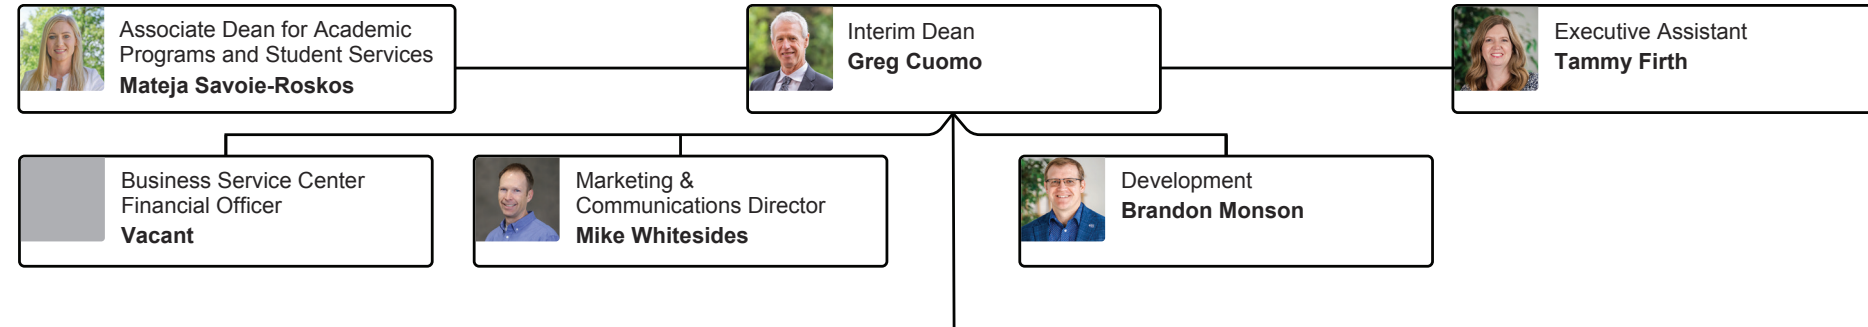 Associate Dean for Academic
Programs and Student Services
Mateja Savoie-Roskos
Interim Dean
Greg Cuomo
Executive Assistant
Tammy Firth
Business Service Center
Financial Officer
Vacant
Marketing &
Communications Director
Mike Whitesides
Development
Brandon Monson